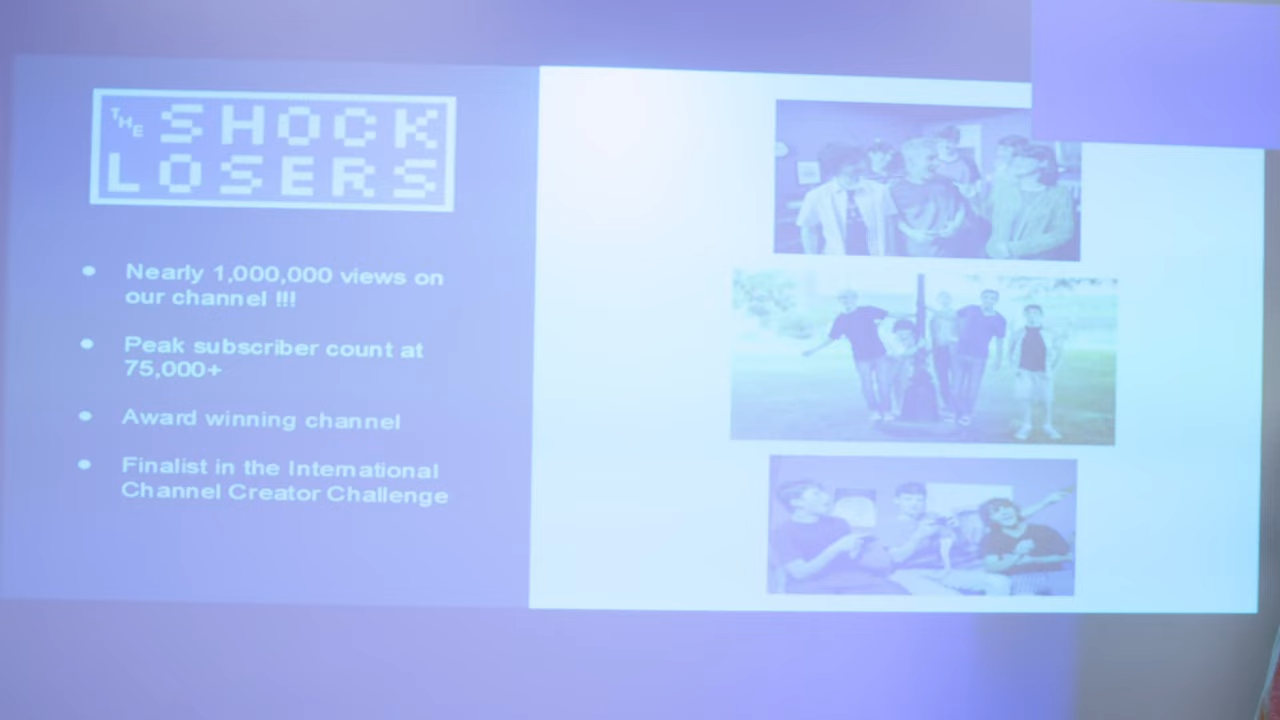 THE SHOCK
LOSERS
Nearly 1,000,000 views on
our channel !!!
Peak subscriber count at
75,000+
Award winning channel
Finalist in the International
Channel Creator Challenge